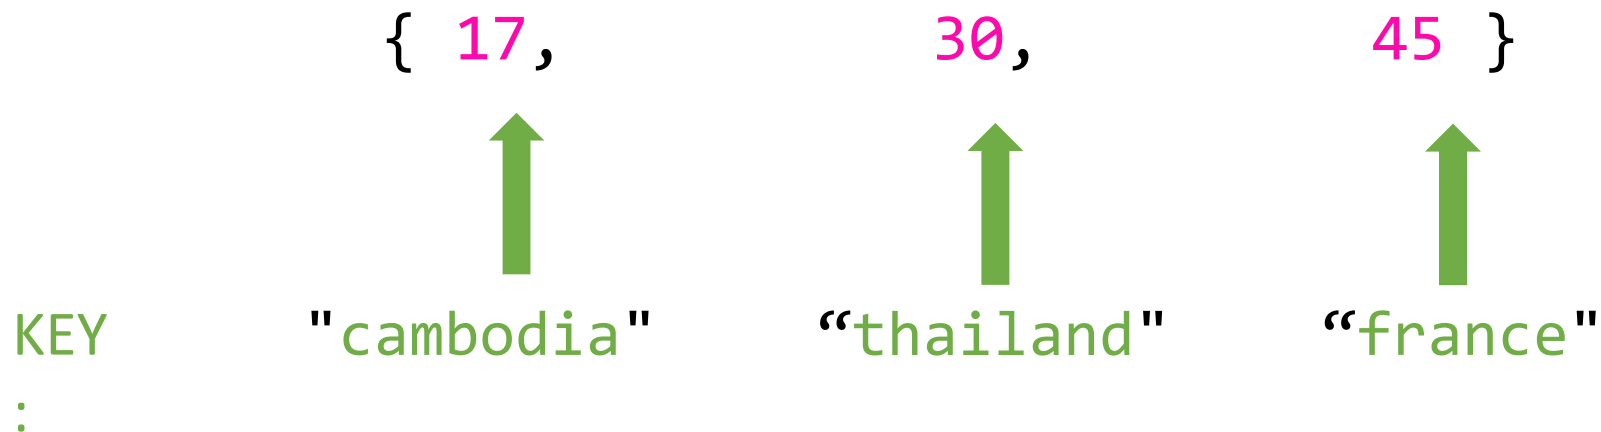 { 17, 30, 45 }
KEY "cambodia" “thailand" “france"
: